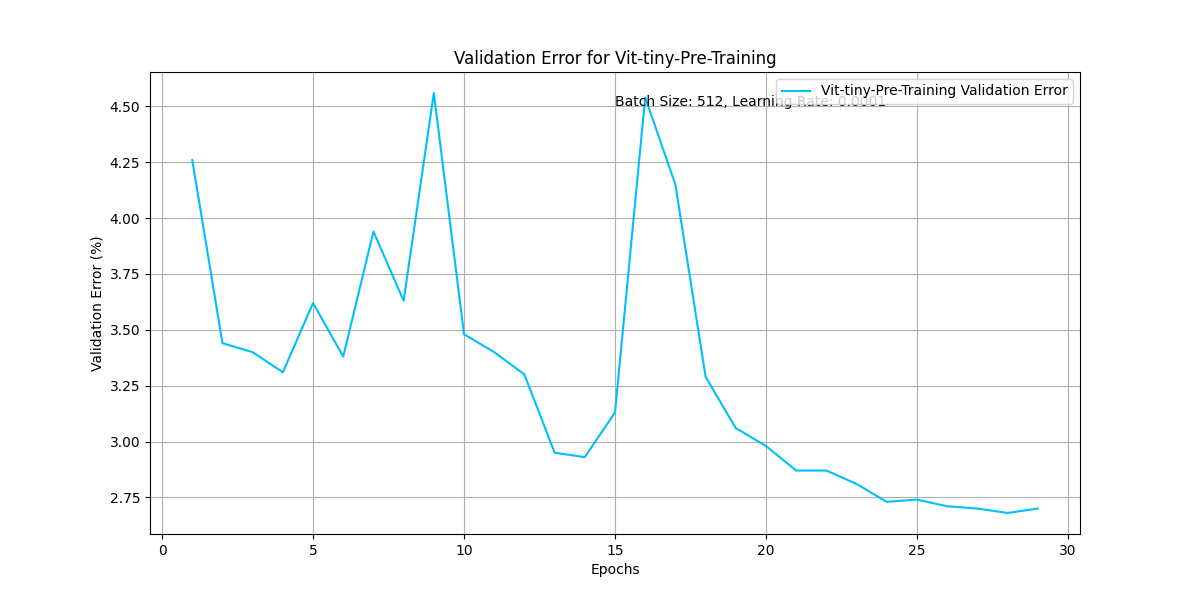 Validation Error for Vit-tiny-Pre-Training
Batch Size: 512, Learning Rate: 0.0001
Vit-tiny-Pre-Training Validation Error
Validation Error (%)
4.50
4.25
4.00
3.75
3.50
3.25
3.00
2.75
0 5 10 15 20 25 30
Epochs